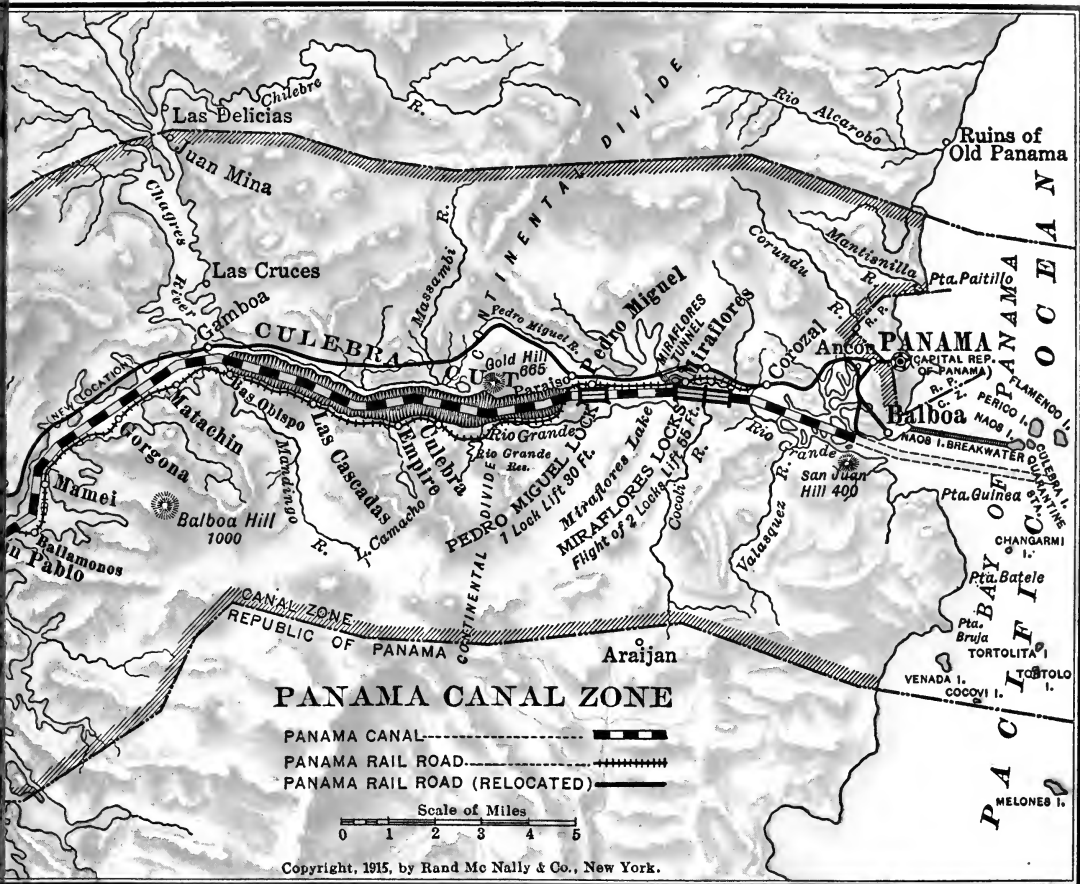 Las Delicias
Chilebre
R.
Juan Mina
Chagres
River
Las Cruces
Gamboa
Massambi
R.
CONTINENTAL DIVIDE
Rio Alcarobo
Ruins of
Old Panama
Corundu
R.
Mantisnilla
R.
Pta. Paitillo
CULEBRA
CUT
Gold Hill
665
Pedro Miguel R.
Paraiso
Pedro Miguel
MIRAFLORES
TUNNEL
Miraflores
Corozal
Ancon
R. P.
PANAMA
(CAPITAL REP.
OF PANAMA)
R. P.
C. Z.
Balboa
NAOS I. BREAKWATER
FLAMENCO I.
PERICO I.
NAOS I.
CULEBRA I.
QUARANTINE
STA.
(NEW LOCATION)
Matachin
Gorgona
Mamei
Bas Obispo
Las Cascadas
Empire
Culebra
Rio Grande
Rio Grande
Res.
Mandingo
R.
L. Camacho
Balboa Hill
1000
Ballamonos
n Pablo
PEDRO MIGUEL LOCK
1 Lock Lift 30 Ft.
Miraflores Lake
MIRAFLORES LOCKS
Flight of 2 Locks Lift 55 Ft.
Cocoli R.
Rio Grande
San Juan
Hill 400
Velasquez R.
Pta. Guinea
CHANGARMI
I.
Pta. Batele
Pta.
Bruja
TORTOLITA I
TORTOLO
I.
VENADA I.
COCOVI I.
MELONES I.
BAY OF PANAMA
PACIFIC OCEAN
CONTINENTAL DIVIDE
CANAL ZONE
REPUBLIC OF PANAMA
Araijan
PANAMA CANAL ZONE
PANAMA CANAL
PANAMA RAIL ROAD
PANAMA RAIL ROAD (RELOCATED)
Scale of Miles
0 1 2 3 4 5
Copyright, 1915, by Rand Mc Nally & Co., New York.